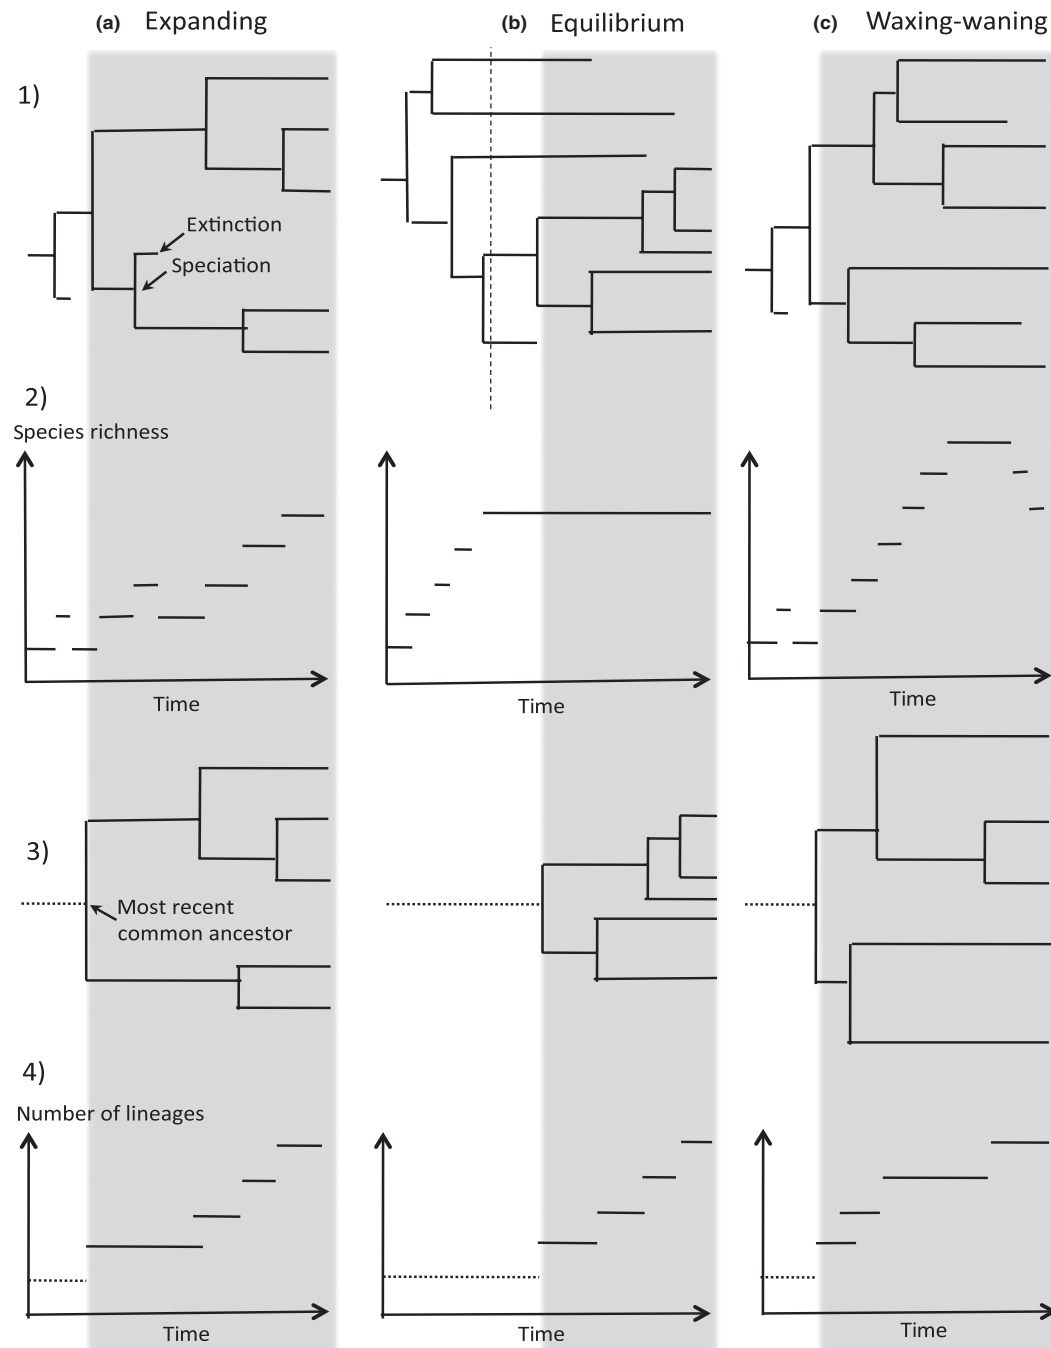 (a) Expanding
(b) Equilibrium
(c) Waxing-waning
1)
Extinction
Speciation
2)
Species richness
Time
Time
Time
3)
Most recent
common ancestor
4)
Number of lineages
Time
Time
Time